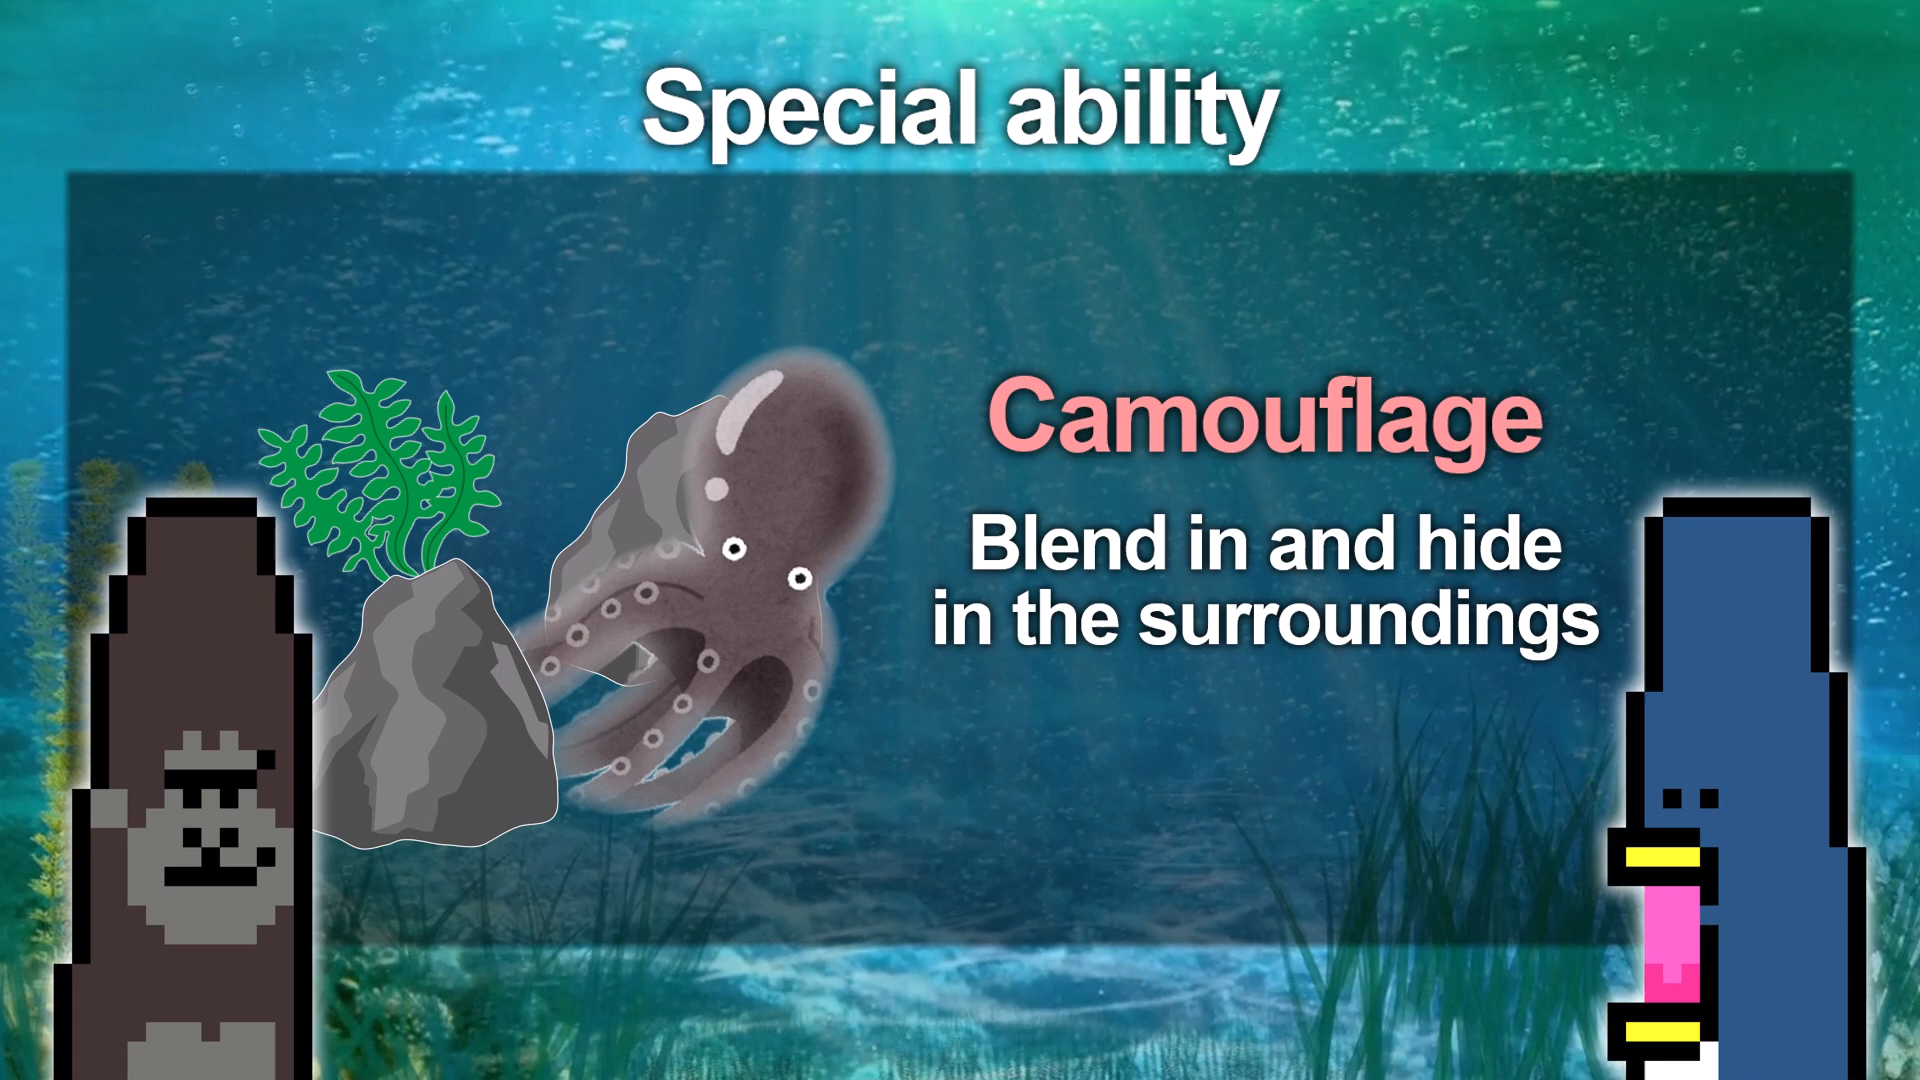 Special ability
Camouflage
Blend in and hide
in the surroundings